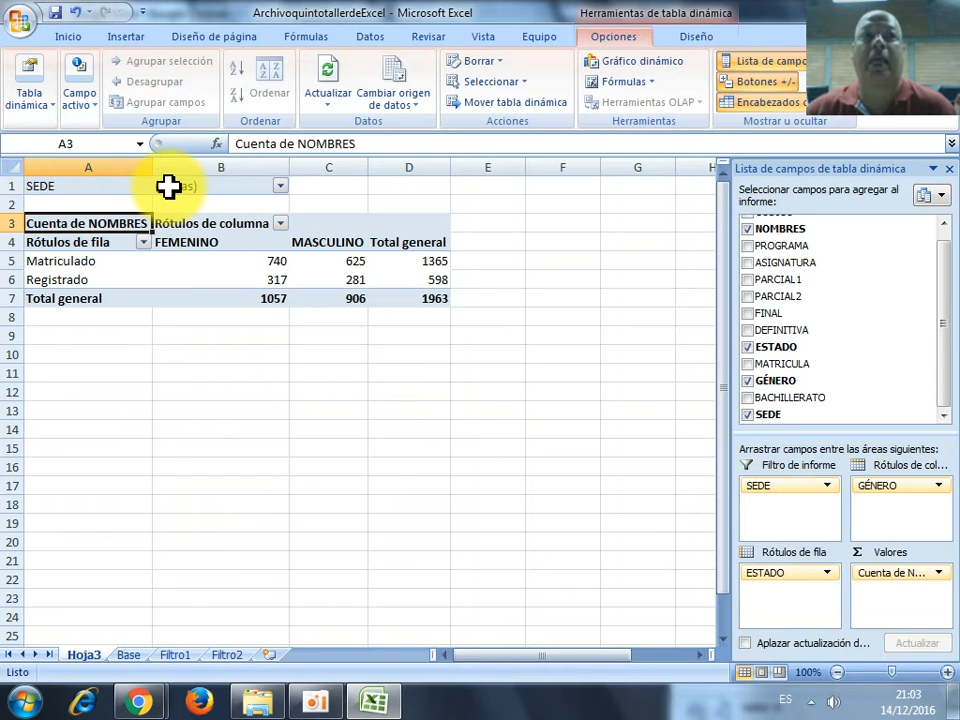 ArchivoquintotallerdeExcel - Microsoft Excel
Herramientas de tabla dinámica
Inicio Insertar Diseño de página Fórmulas Datos Revisar Vista Equipo Opciones Diseño
Tabla dinámica
Campo activo
Agrupar selección
Desagrupar
Agrupar campos
Agrupar
Ordenar
Ordenar
Actualizar
Cambiar origen de datos
Datos
Borrar
Seleccionar
Mover tabla dinámica
Acciones
Gráfico dinámico
Fórmulas
Herramientas OLAP
Herramientas
Lista de campo
Botones +/-
Encabezados
Mostrar u ocultar
A3 fx Cuenta de NOMBRES
A B C D E F G H
1 SEDE
2
3 Cuenta de NOMBRES Rótulos de columna
4 Rótulos de fila FEMENINO MASCULINO Total general
5 Matriculado 740 625 1365
6 Registrado 317 281 598
7 Total general 1057 906 1963
8
9
10
11
12
13
14
15
16
17
18
19
20
21
22
23
24
25
Lista de campos de tabla dinámica
Seleccionar campos para agregar al informe:
NOMBRES
PROGRAMA
ASIGNATURA
PARCIAL1
PARCIAL2
FINAL
DEFINITIVA
ESTADO
MATRICULA
GÉNERO
BACHILLERATO
SEDE
Arrastrar campos entre las áreas siguientes:
Filtro de informe Rótulos de col...
SEDE GÉNERO
Rótulos de fila Σ Valores
ESTADO Cuenta de N...
Aplazar actualización d... Actualizar
Hoja3 Base Filtro1 Filtro2
Listo 100%
ES 21:03
14/12/2016